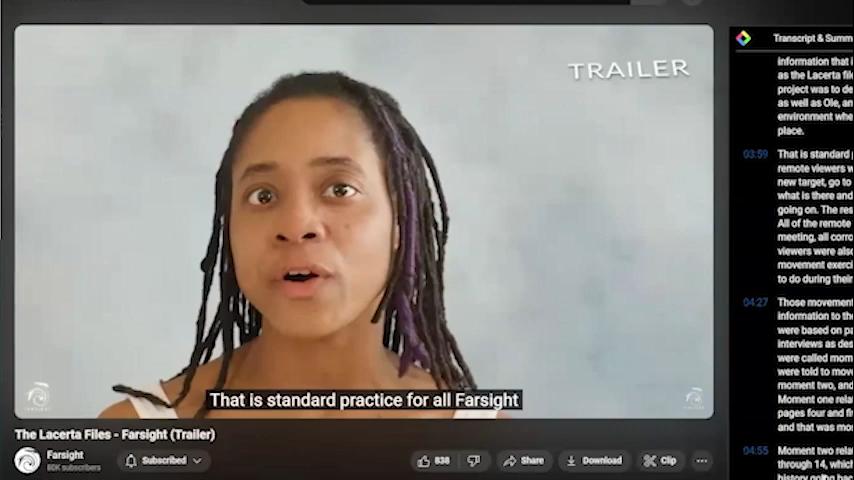 TRAILER
That is standard practice for all Farsight
The Lacerta Files - Farsight (Trailer)
Farsight
80K subscribers
Subscribed
838
Share
Download
Clip
Transcript & Summ
information that i
as the Lacerta fil
project was to de
as well as Ole, an
environment whe
place.
03:59
That is standard
remote viewers w
new target, go to
what is there and
going on. The res
All of the remote
meeting, all corro
viewers were also
movement exerci
to do during their
04:27
Those movement
information to the
were based on pa
interviews as des
were called mom
were told to mov
moment two, and
Moment one rela
pages four and fi
and that was mos
04:55
Moment two rela
through 14, which
history going bac